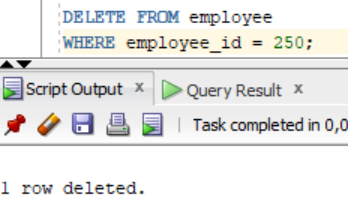 DELETE FROM employee
WHERE employee_id = 250;
Script Output x
Query Result x
Task completed in 0,0
1 row deleted.